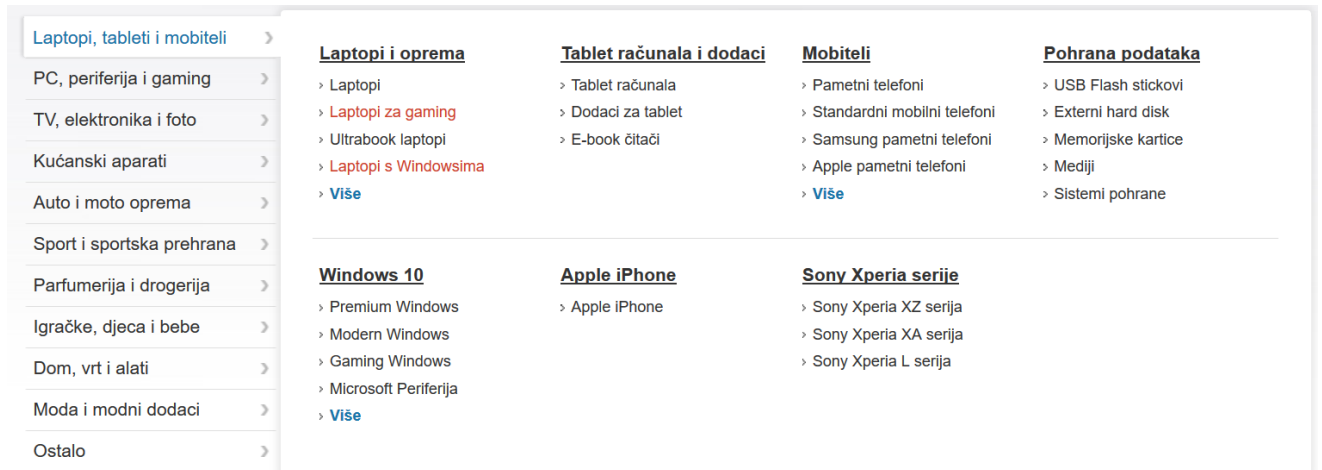 Laptopi, tableti i mobiteli
PC, periferija i gaming
TV, elektronika i foto
Kućanski aparati
Auto i moto oprema
Sport i sportska prehrana
Parfumerija i drogerija
Igračke, djeca i bebe
Dom, vrt i alati
Moda i modni dodaci
Ostalo
Laptopi i oprema
Laptopi
Laptopi za gaming
Ultrabook laptopi
Laptopi s Windowsima
Više
Tablet računala i dodaci
Tablet računala
Dodaci za tablet
E-book čitači
Mobiteli
Pametni telefoni
Standardni mobilni telefoni
Samsung pametni telefoni
Apple pametni telefoni
Više
Pohrana podataka
USB Flash stickovi
Externi hard disk
Memorijske kartice
Mediji
Sistemi pohrane
Windows 10
Premium Windows
Modern Windows
Gaming Windows
Microsoft Periferija
Više
Apple iPhone
Apple iPhone
Sony Xperia serije
Sony Xperia XZ serija
Sony Xperia XA serija
Sony Xperia L serija